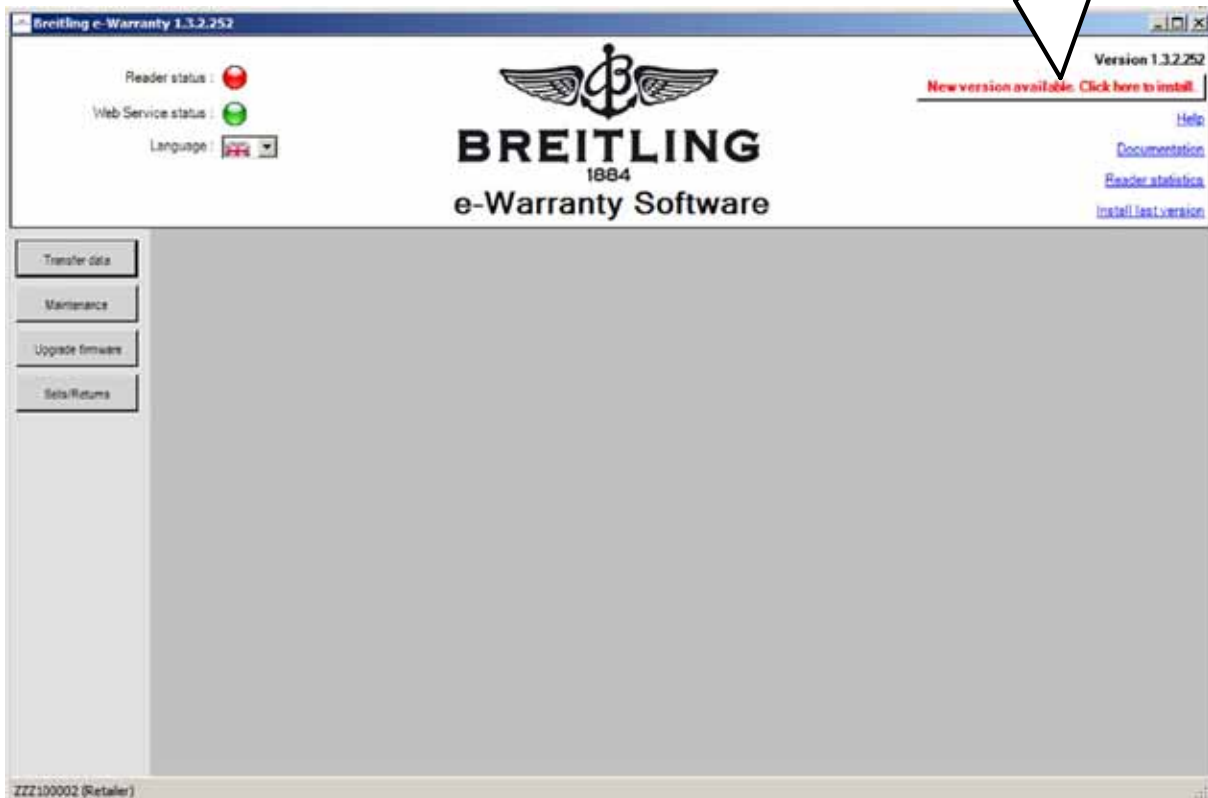 Breitling e-Warranty 1.3.2.252
Reader status :
Web Service status :
Language :
BREITLING
1884
e-Warranty Software
Version 1.3.2.252
New version available. Click here to install.
Help
Documentation
Reader statistics
Install last version
Transfer data
Maintenance
Upgrade firmware
Sells/Returns
ZZZ100002 (Retailer)